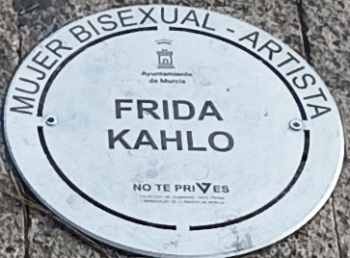 MUJER BISEXUAL - ARTISTA
Ayuntamiento
de Murcia
FRIDA
KAHLO
NO TE PRIVES